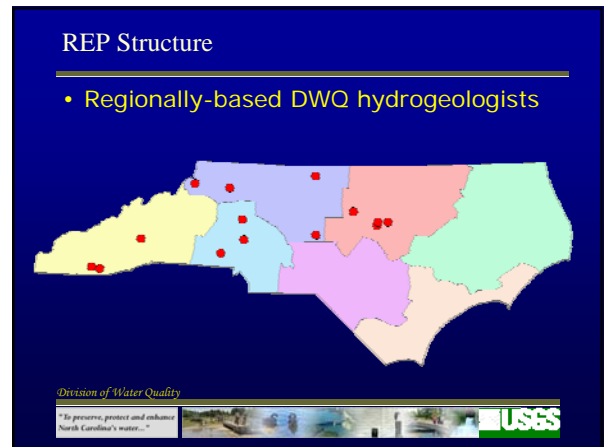 REP Structure
• Regionally-based DWQ hydrogeologists
Division of Water Quality
"To preserve, protect and enhance
North Carolina's water..."
USGS